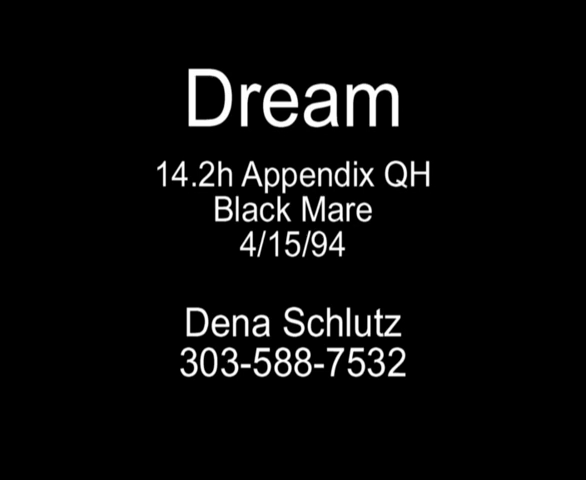 Dream
14.2h Appendix QH
Black Mare
4/15/94
Dena Schlutz
303-588-7532